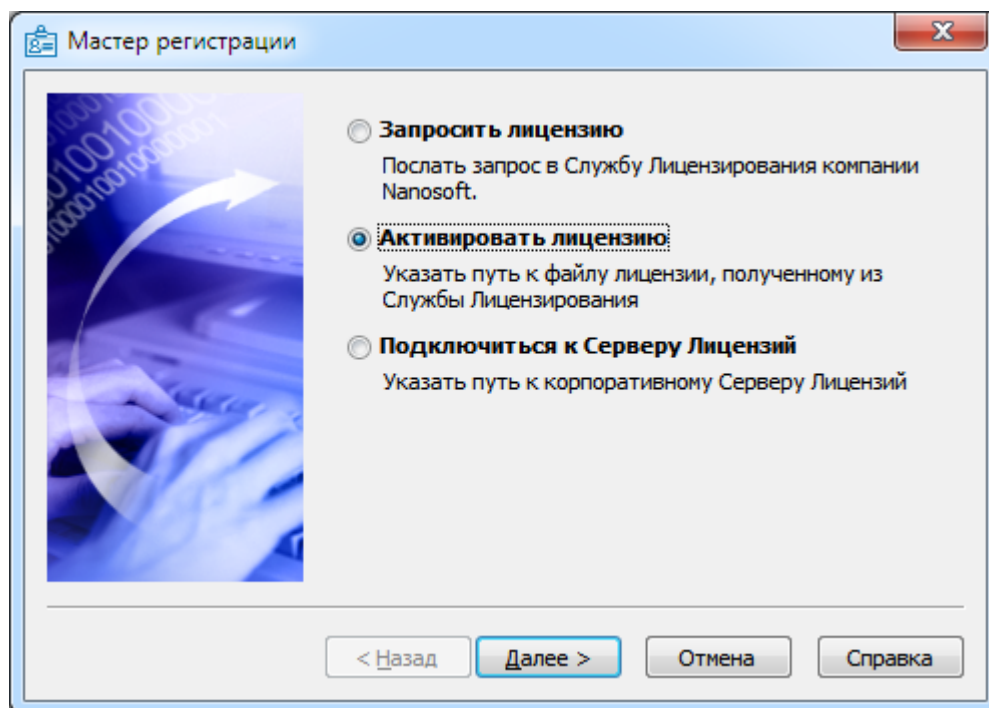 Мастер регистрации
Запросить лицензию
Послать запрос в Службу Лицензирования компании
Nanosoft.
Активировать лицензию
Указать путь к файлу лицензии, полученному из
Службы Лицензирования
Подключиться к Серверу Лицензий
Указать путь к корпоративному Серверу Лицензий
< Назад
Далее >
Отмена
Справка